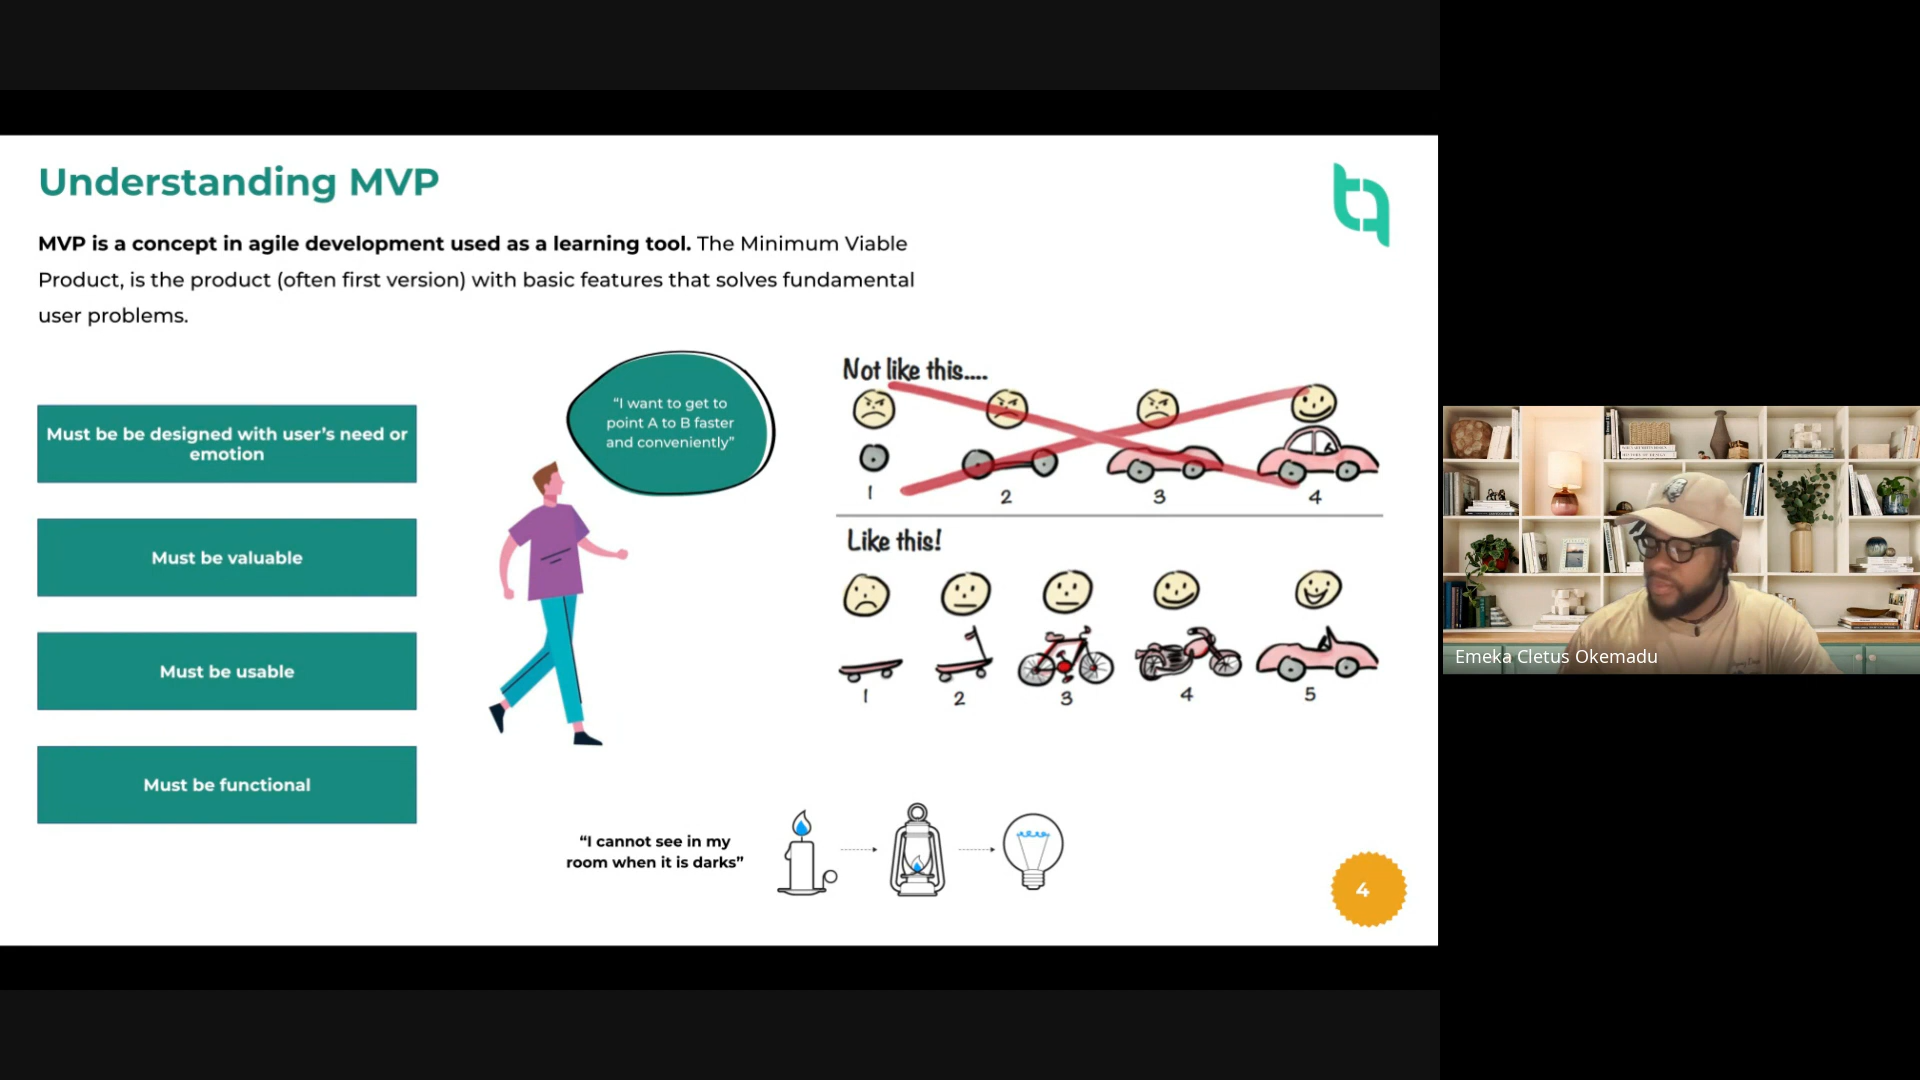 Understanding MVP
MVP is a concept in agile development used as a learning tool. The Minimum Viable
Product, is the product (often first version) with basic features that solves fundamental
user problems.
Must be be designed with user's need or
emotion
Must be valuable
Must be usable
Must be functional
“I want to get to
point A to B faster
and conveniently”
Not like this....
1
2
3
4
Like this!
1
2
3
4
5
“I cannot see in my
room when it is darks”
4
Emeka Cletus Okemadu